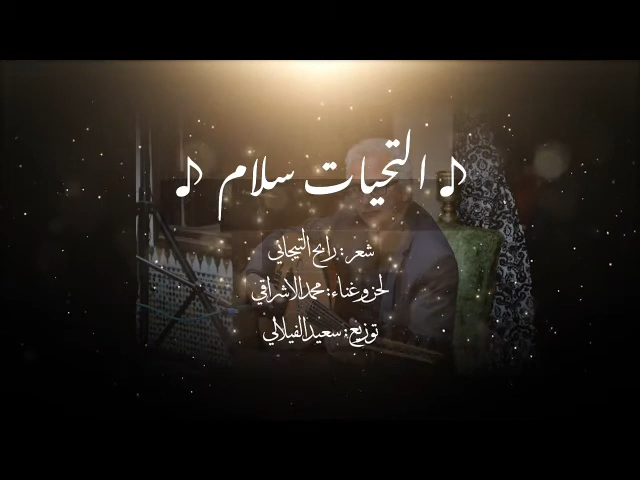 ♪ التحيات سلام ♪
شعر: رابح التيجاني
لحن وغناء: محمد الاشراقي
توزيع: سعيد الفيلالي